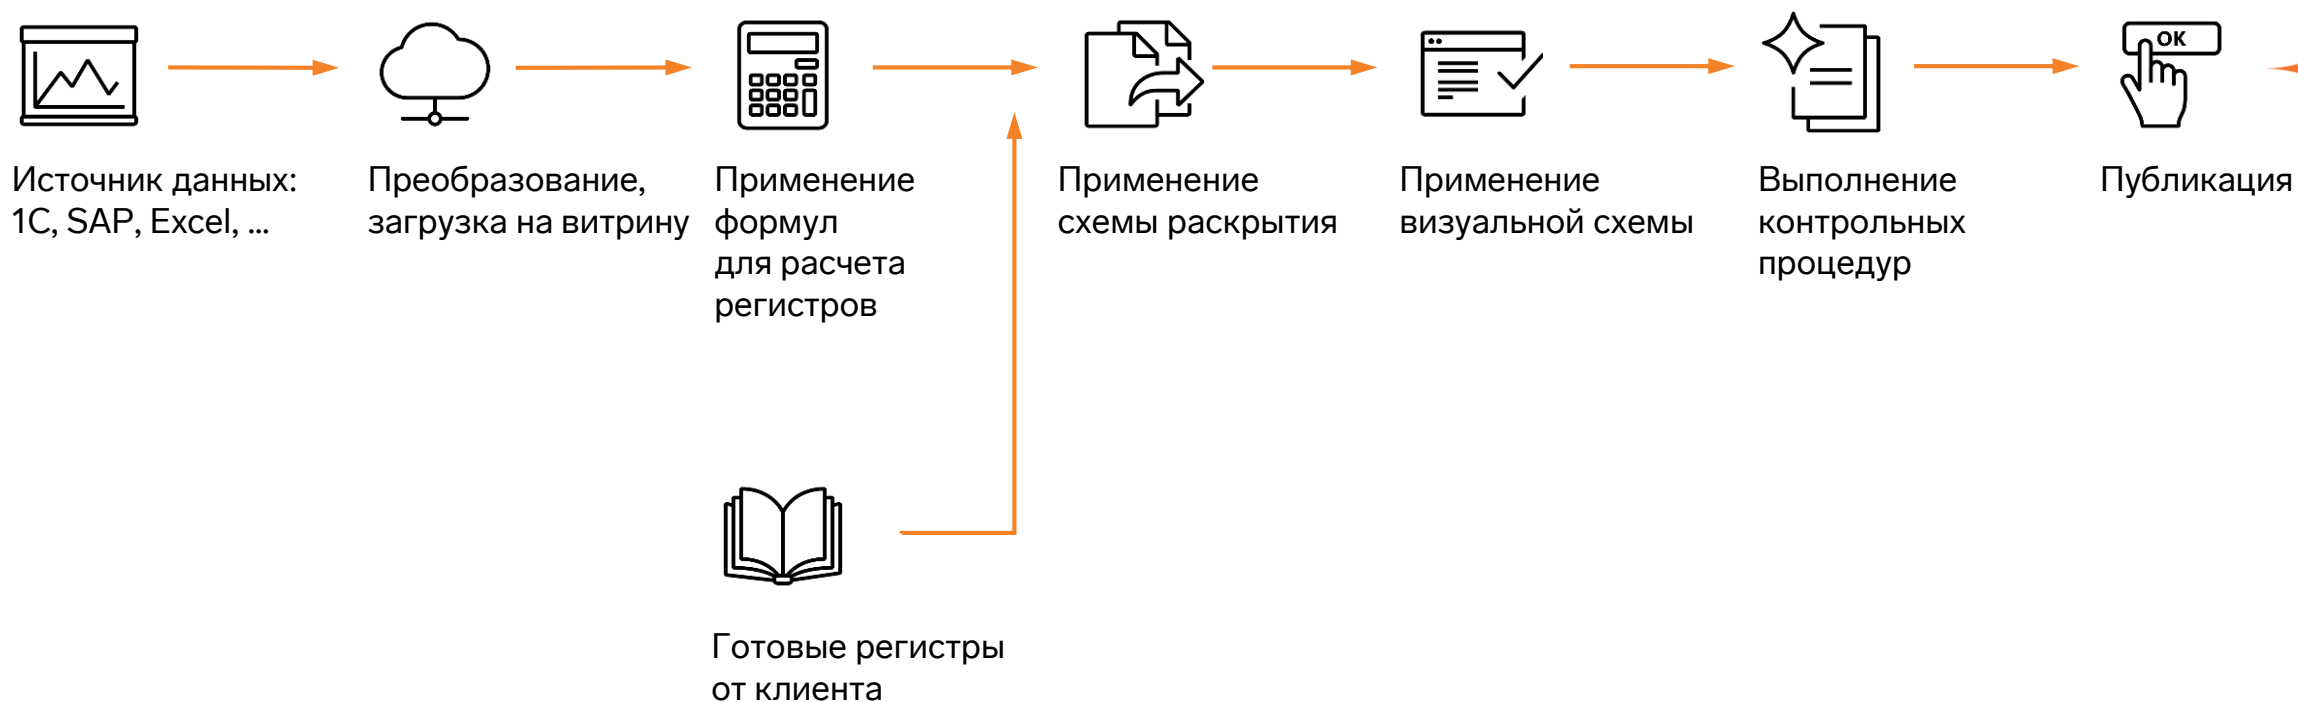 OK
Источник данных:
1С, SAP, Excel, ...
Преобразование,
загрузка на витрину
Применение
формул
для расчета
регистров
Применение
схемы раскрытия
Применение
визуальной схемы
Выполнение
контрольных
процедур
Публикация
Готовые регистры
от клиента